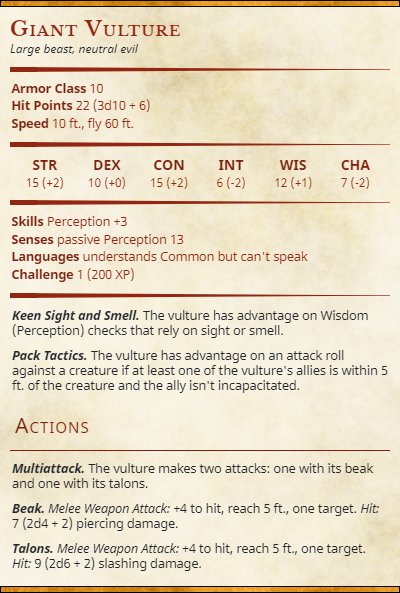 Giant Vulture
Large beast, neutral evil
Armor Class 10
Hit Points 22 (3d10 + 6)
Speed 10 ft., fly 60 ft.
STR DEX CON INT WIS CHA
15 (+2) 10 (+0) 15 (+2) 6 (-2) 12 (+1) 7 (-2)
Skills Perception +3
Senses passive Perception 13
Languages understands Common but can't speak
Challenge 1 (200 XP)
Keen Sight and Smell. The vulture has advantage on Wisdom
(Perception) checks that rely on sight or smell.
Pack Tactics. The vulture has advantage on an attack roll
against a creature if at least one of the vulture's allies is within 5
ft. of the creature and the ally isn't incapacitated.
Actions
Multiattack. The vulture makes two attacks: one with its beak
and one with its talons.
Beak. Melee Weapon Attack: +4 to hit, reach 5 ft., one target. Hit:
7 (2d4 + 2) piercing damage.
Talons. Melee Weapon Attack: +4 to hit, reach 5 ft., one target.
Hit: 9 (2d6 + 2) slashing damage.